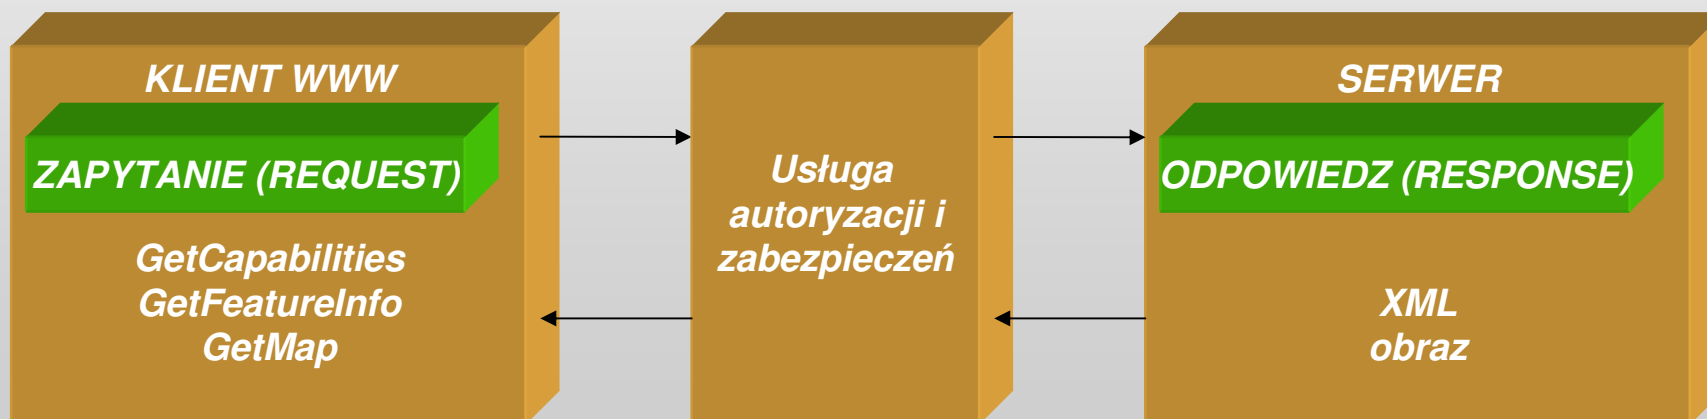 KLIENT WWW
ZAPYTANIE (REQUEST)
GetCapabilities
GetFeatureInfo
GetMap
Usługa
autoryzacji i
zabezpieczeń
SERWER
ODPOWIEDZ (RESPONSE)
XML
obraz